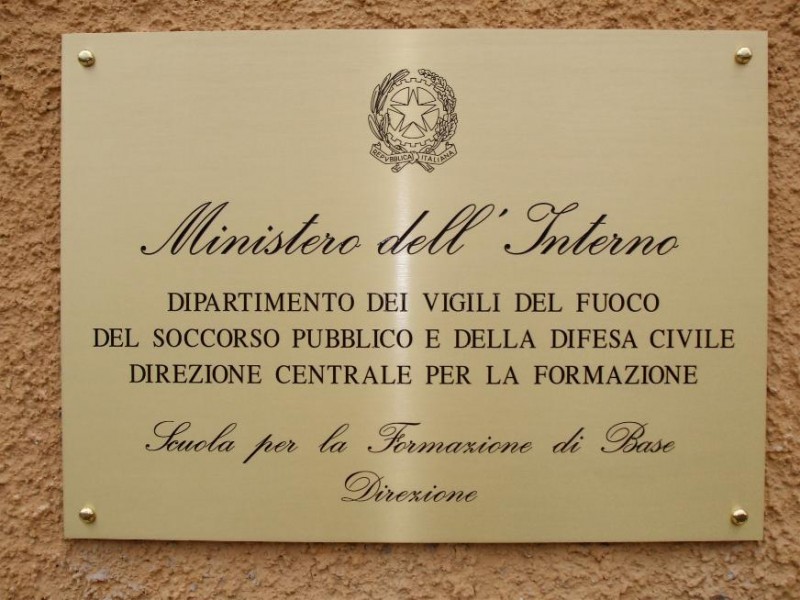 REPVBBLICA ITALIANA
Ministero dell' Interno
DIPARTIMENTO DEI VIGILI DEL FUOCO
DEL SOCCORSO PUBBLICO E DELLA DIFESA CIVILE
DIREZIONE CENTRALE PER LA FORMAZIONE
Scuola per la Formazione di Base
Direzione